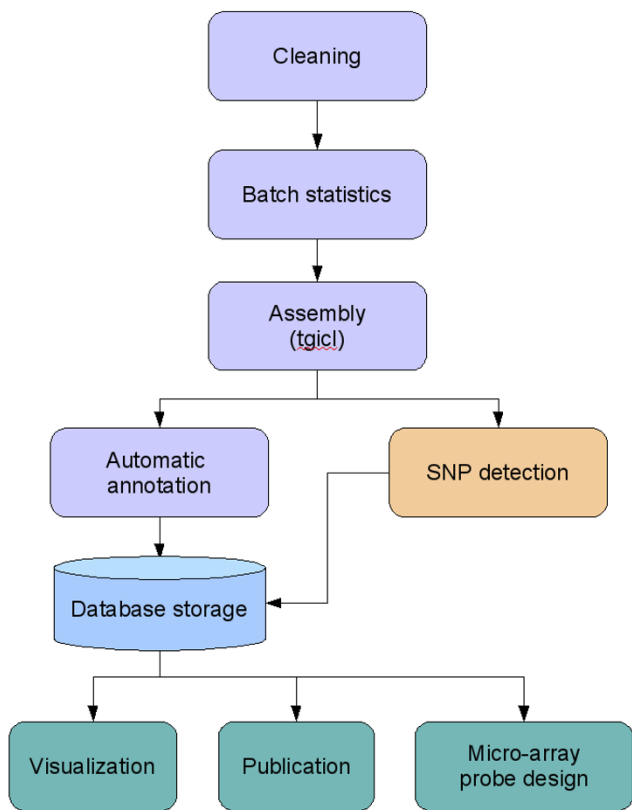 Cleaning
Batch statistics
Assembly
(tgicl)
Automatic
annotation
SNP detection
Database storage
Visualization
Publication
Micro-array
probe design